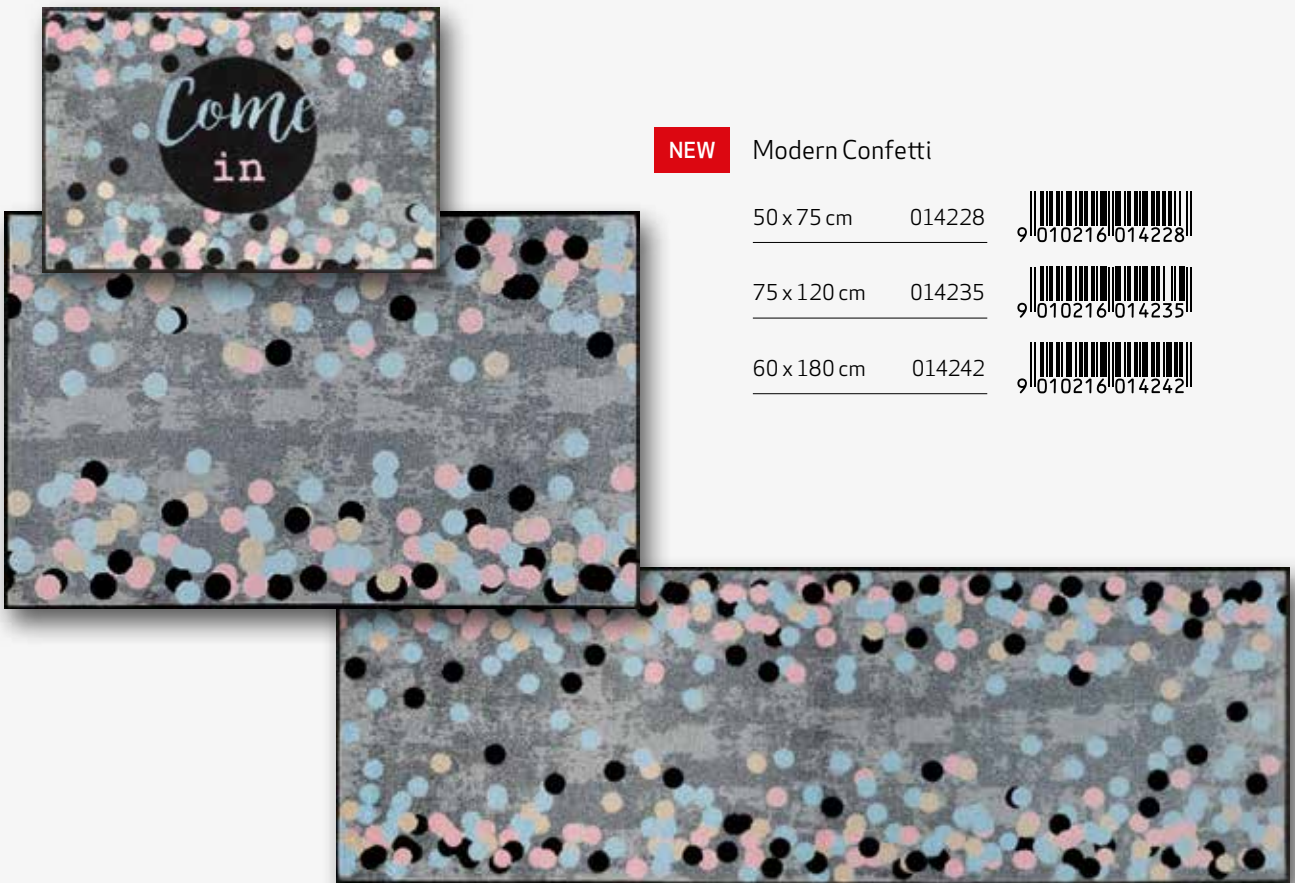 Come
in
NEW Modern Confetti
50 x 75 cm 014228
9 010216 014228
75 x 120 cm 014235
9 010216 014235
60 x 180 cm 014242
9 010216 014242